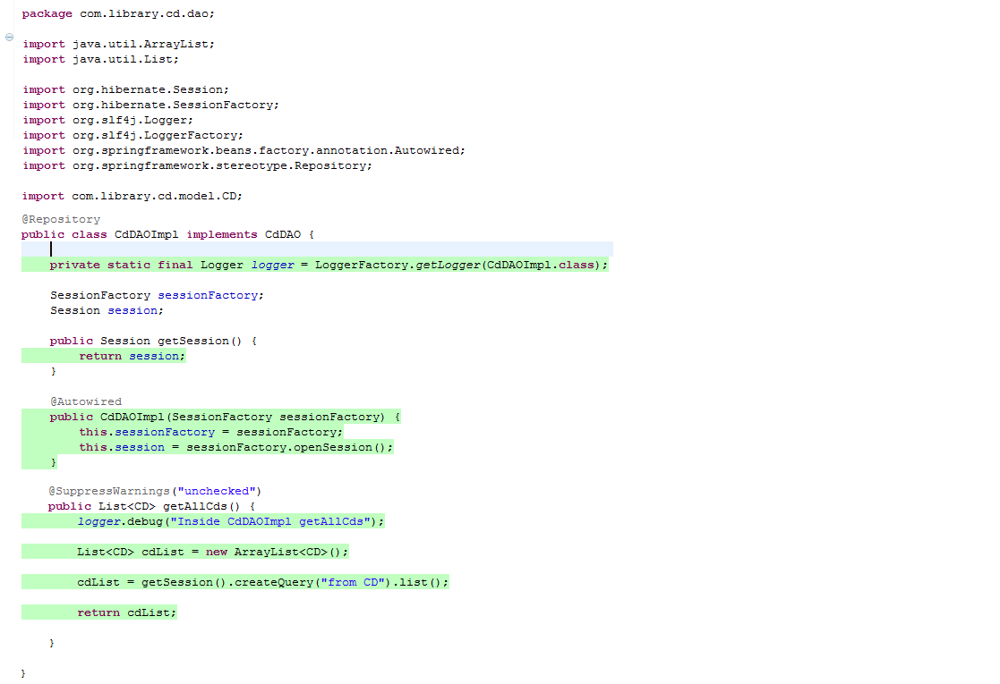 package com.library.cd.dao;
import java.util.ArrayList;
import java.util.List;
import org.hibernate.Session;
import org.hibernate.SessionFactory;
import org.slf4j.Logger;
import org.slf4j.LoggerFactory;
import org.springframework.beans.factory.annotation.Autowired;
import org.springframework.stereotype.Repository;
import com.library.cd.model.CD;
@Repository
public class CdDAOImpl implements CdDAO {
private static final Logger logger = LoggerFactory.getLogger(CdDAOImpl.class);
SessionFactory sessionFactory;
Session session;
public Session getSession() {
return session;
}
@Autowired
public CdDAOImpl(SessionFactory sessionFactory) {
this.sessionFactory = sessionFactory;
this.session = sessionFactory.openSession();
}
@SuppressWarnings("unchecked")
public List<CD> getAllCds() {
logger.debug("Inside CdDAOImpl getAllCds");
List<CD> cdList = new ArrayList<CD>();
cdList = getSession().createQuery("from CD").list();
return cdList;
}
}